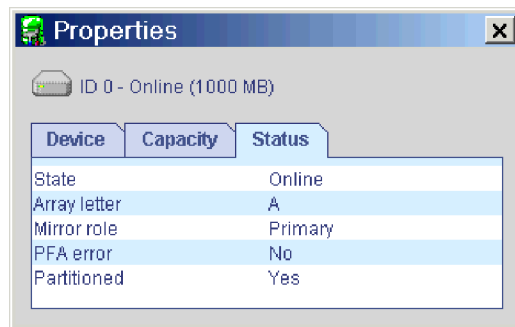 Properties
ID 0 - Online (1000 MB)
Device Capacity Status
State Online
Array letter A
Mirror role Primary
PFA error No
Partitioned Yes